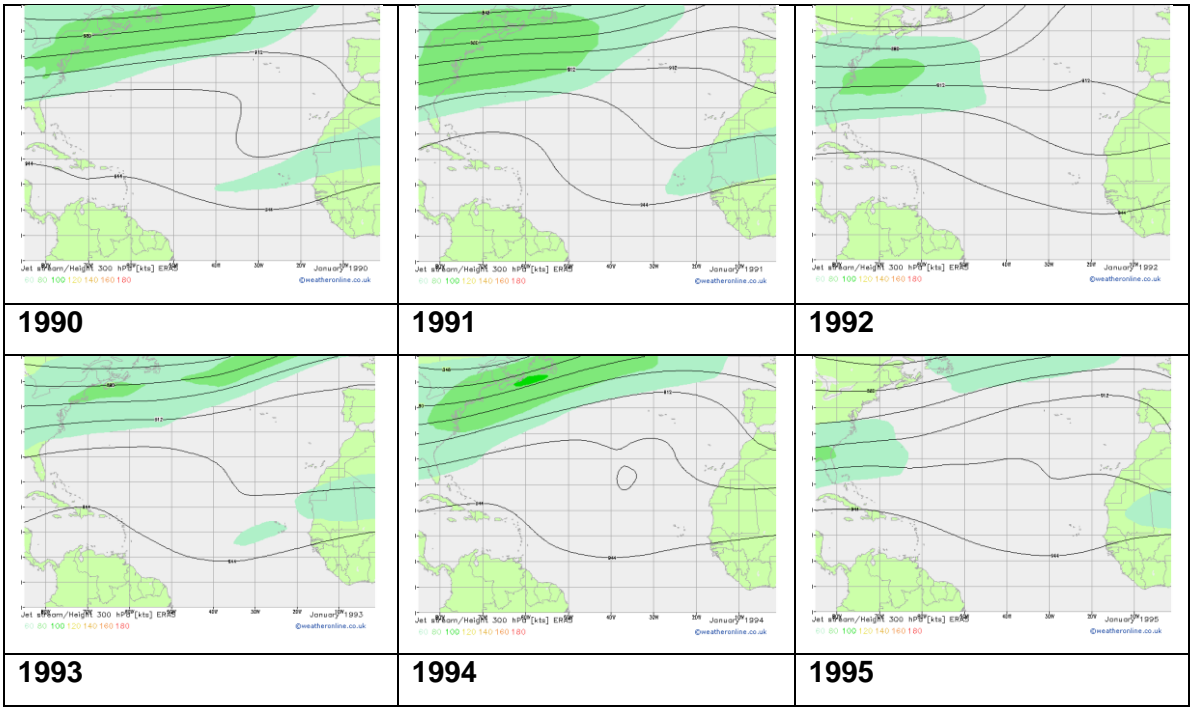 Jet stream/Height 300 hPa [kts] ERA5 January 1990
60 80 100 120 140 160 180 ©weatheronline.co.uk
Jet stream/Height 300 hPa [kts] ERA5 January 1991
60 80 100 120 140 160 180 ©weatheronline.co.uk
Jet stream/Height 300 hPa [kts] ERA5 January 1992
60 80 100 120 140 160 180 ©weatheronline.co.uk
1990
1991
1992
Jet stream/Height 300 hPa [kts] ERA5 January 1993
60 80 100 120 140 160 180 ©weatheronline.co.uk
Jet stream/Height 300 hPa [kts] ERA5 January 1994
60 80 100 120 140 160 180 ©weatheronline.co.uk
Jet stream/Height 300 hPa [kts] ERA5 January 1995
60 80 100 120 140 160 180 ©weatheronline.co.uk
1993
1994
1995